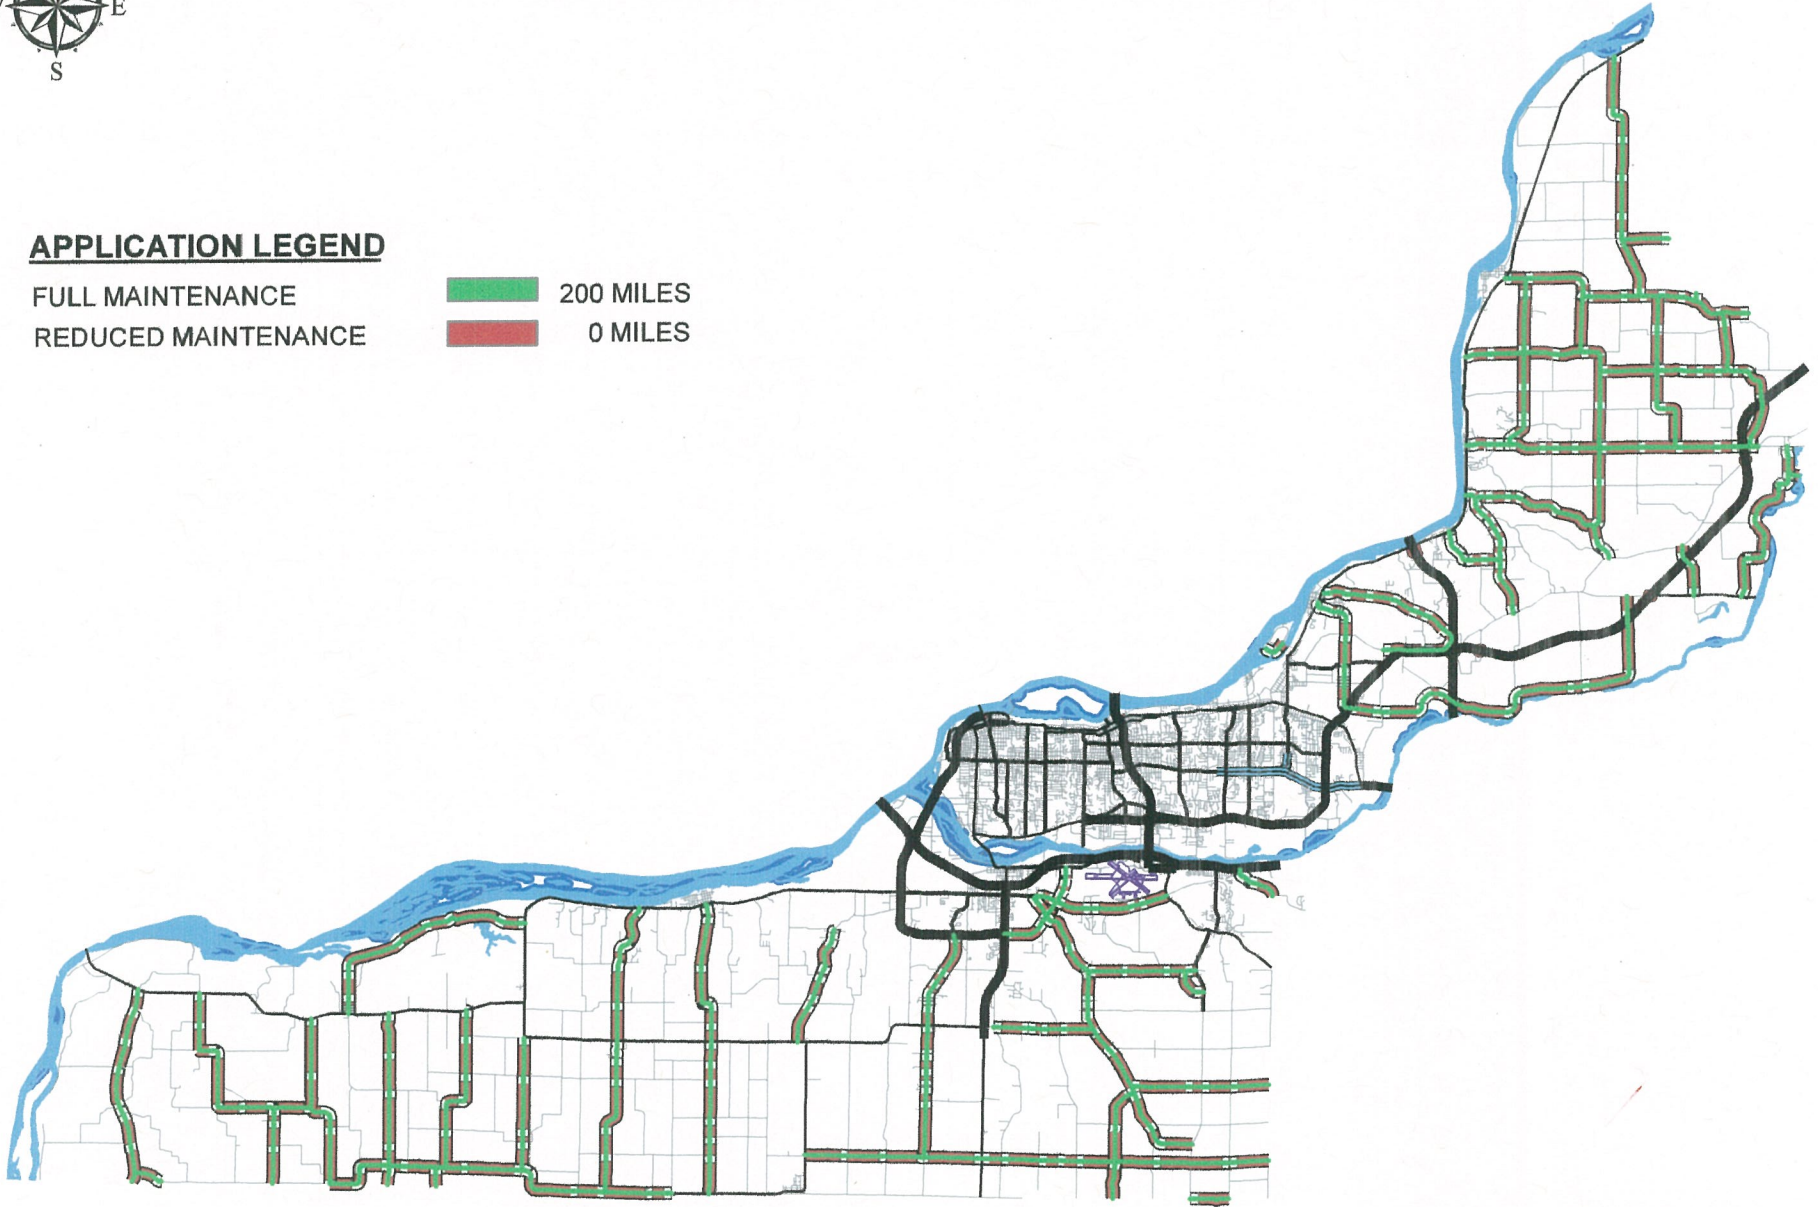 E
S
APPLICATION LEGEND
FULL MAINTENANCE 200 MILES
REDUCED MAINTENANCE 0 MILES